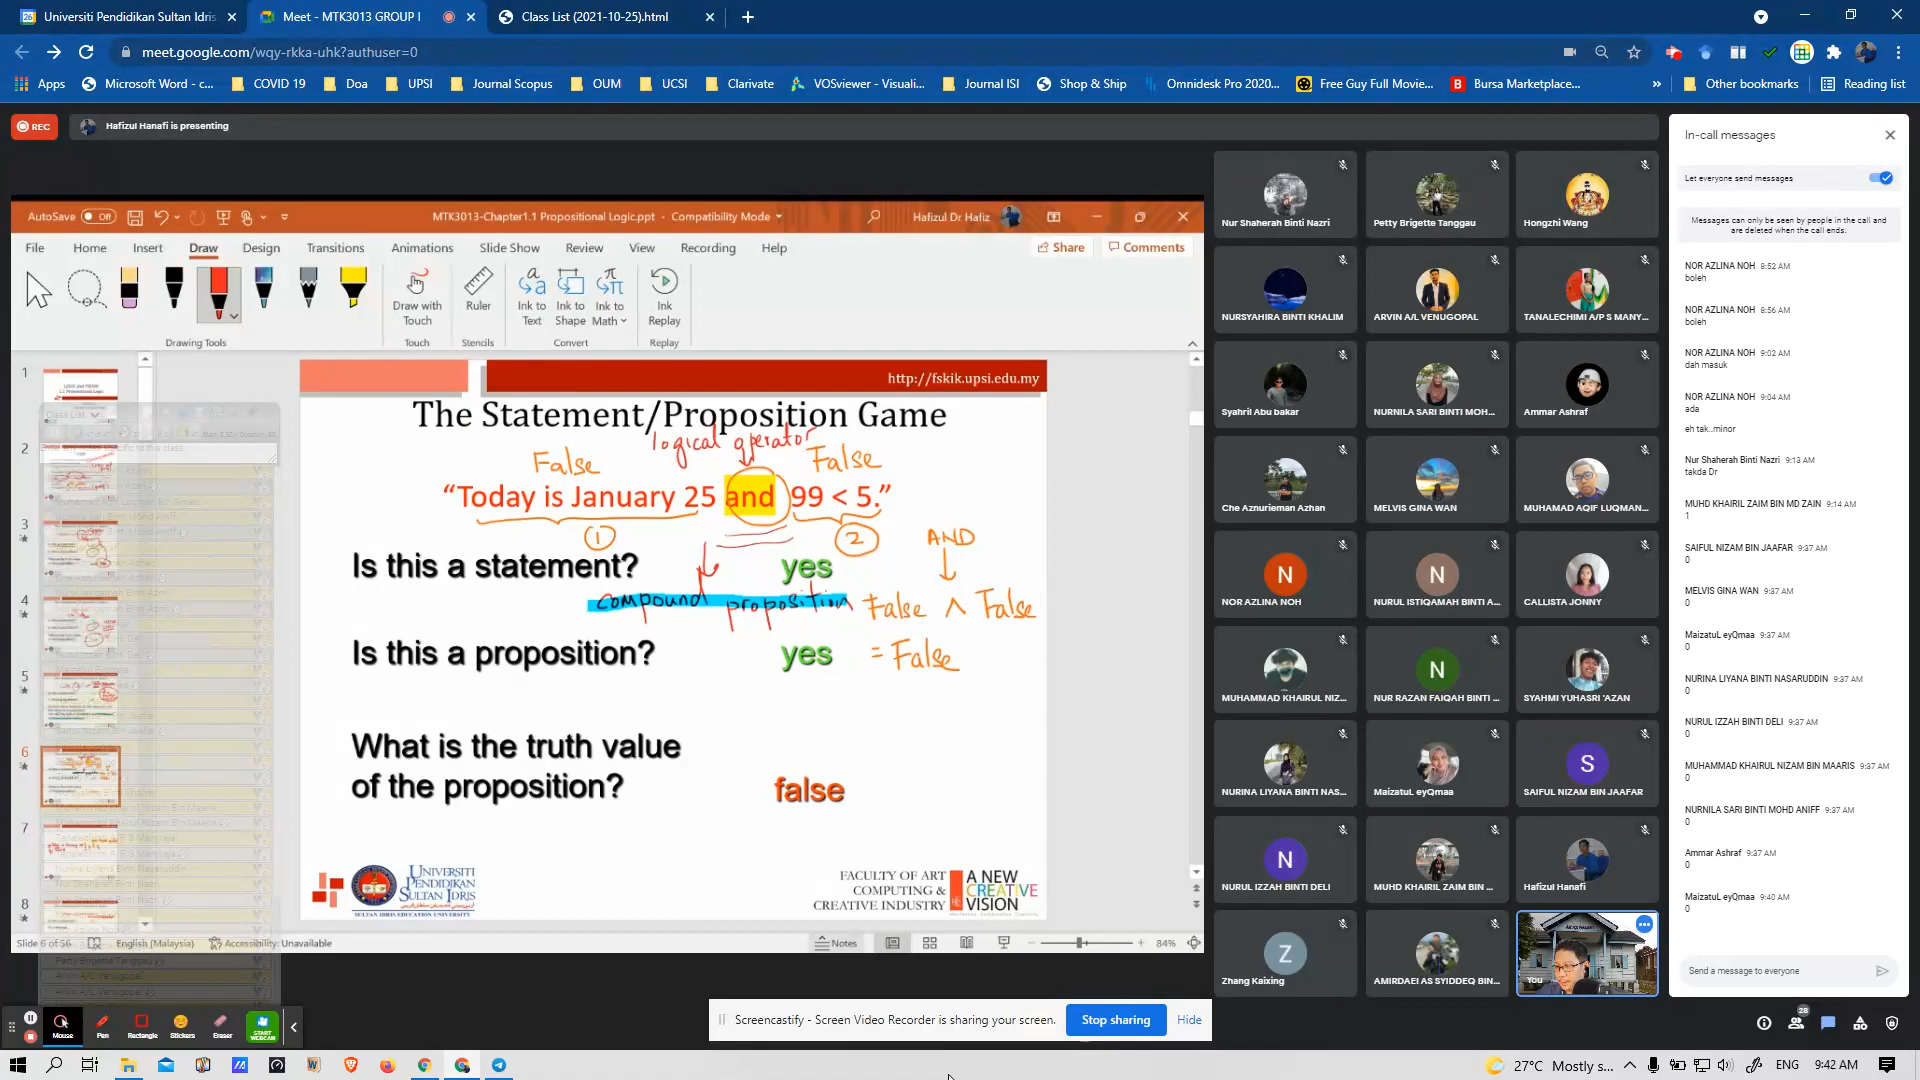 Universiti Pendidikan Sultan Idris
Meet - MTK3013 GROUP I
Class List (2021-10-25).html
meet.google.com/wqy-rkka-uhk?authuser=0
Apps
Microsoft Word - c...
COVID 19
Doa
UPSI
Journal Scopus
OUM
UCSI
Clarivate
VOSviewer - Visuali...
Journal ISI
Shop & Ship
Omnidesk Pro 2020...
Free Guy Full Movie...
Bursa Marketplace...
Other bookmarks
Reading list
REC
Hafizul Hanafi is presenting
AutoSave Off
MTK3013-Chapter1.1 Propositional Logic.ppt - Compatibility Mode
Hafizul Dr Hafiz
File Home Insert Draw Design Transitions Animations Slide Show Review View Recording Help
Share
Comments
Draw with Touch
Ruler
Ink to Text
Ink to Shape
Ink to Math
Ink Replay
Drawing Tools
Touch
Stencils
Convert
Replay
1
2
3
4
5
6
7
8
Class List
http://fskik.upsi.edu.my
The Statement/Proposition Game
logical operator
False
False
“Today is January 25 and 99 < 5.”
1
2
AND
Is this a statement? yes
compound proposition
False ∧ False
Is this a proposition? yes
= False
What is the truth value
of the proposition? false
UNIVERSITI
PENDIDIKAN
SULTAN IDRIS
SULTAN IDRIS EDUCATION UNIVERSITY
FACULTY OF ART
COMPUTING &
CREATIVE INDUSTRY
A NEW
CREATIVE
VISION
Slide 6 of 56
English (Malaysia)
Accessibility: Unavailable
Notes
84%
Nur Shaherah Binti Nazri
Petty Brigette Tanggau
Hongzhi Wang
NURSYAHIRA BINTI KHALIM
ARVIN A/L VENUGOPAL
TANALECHIMI A/P S MANY...
Syahril Abu bakar
NURNILA SARI BINTI MOH...
Ammar Ashraf
Che Aznurieman Azhan
MELVIS GINA WAN
MUHAMAD AQIF LUQMAN...
N
NOR AZLINA NOH
N
NURUL ISTIQAMAH BINTI A...
CALLISTA JONNY
MUHAMMAD KHAIRUL NIZ...
N
NUR RAZAN FAIQAH BINTI ...
SYAHMI YUHASRI 'AZAN
NURINA LIYANA BINTI NAS...
MaizatuL eyQmaa
S
SAIFUL NIZAM BIN JAAFAR
N
NURUL IZZAH BINTI DELI
MUHD KHAIRIL ZAIM BIN ...
Hafizul Hanafi
Z
Zhang Kaixing
AMIRDAEI AS SYIDDEQ BIN...
You
In-call messages
Let everyone send messages
Messages can only be seen by people in the call and
are deleted when the call ends.
NOR AZLINA NOH 8:52 AM
boleh
NOR AZLINA NOH 8:56 AM
boleh
NOR AZLINA NOH 9:02 AM
dah masuk
NOR AZLINA NOH 9:04 AM
ada
eh tak..minor
Nur Shaherah Binti Nazri 9:13 AM
takda Dr
MUHD KHAIRIL ZAIM BIN MD ZAIN 9:14 AM
1
SAIFUL NIZAM BIN JAAFAR 9:37 AM
0
MELVIS GINA WAN 9:37 AM
0
MaizatuL eyQmaa 9:37 AM
0
NURINA LIYANA BINTI NASARUDDIN 9:37 AM
0
NURUL IZZAH BINTI DELI 9:37 AM
0
MUHAMMAD KHAIRUL NIZAM BIN MAARIS 9:37 AM
0
NURNILA SARI BINTI MOHD ANIFF 9:37 AM
0
Ammar Ashraf 9:37 AM
0
MaizatuL eyQmaa 9:40 AM
0
Send a message to everyone
28
Mouse
Pen
Rectangle
Stickers
Eraser
START WEBCAM
Screencastify - Screen Video Recorder is sharing your screen.
Stop sharing
Hide
27°C Mostly s...
ENG
9:42 AM